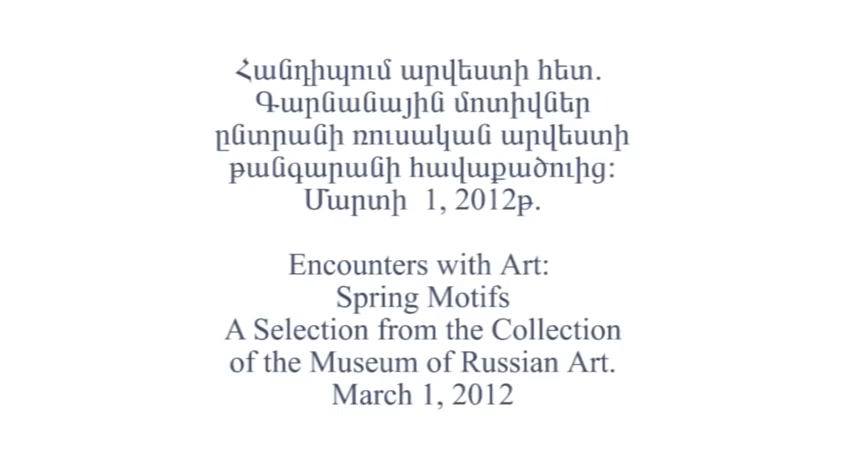 Հանդիպում արվեստի հետ.
Գարնանային մոտիվներ
ընտրանի ռուսական արվեստի
թանգարանի հավաքածուից:
Մարտի 1, 2012թ.
Encounters with Art:
Spring Motifs
A Selection from the Collection
of the Museum of Russian Art.
March 1, 2012